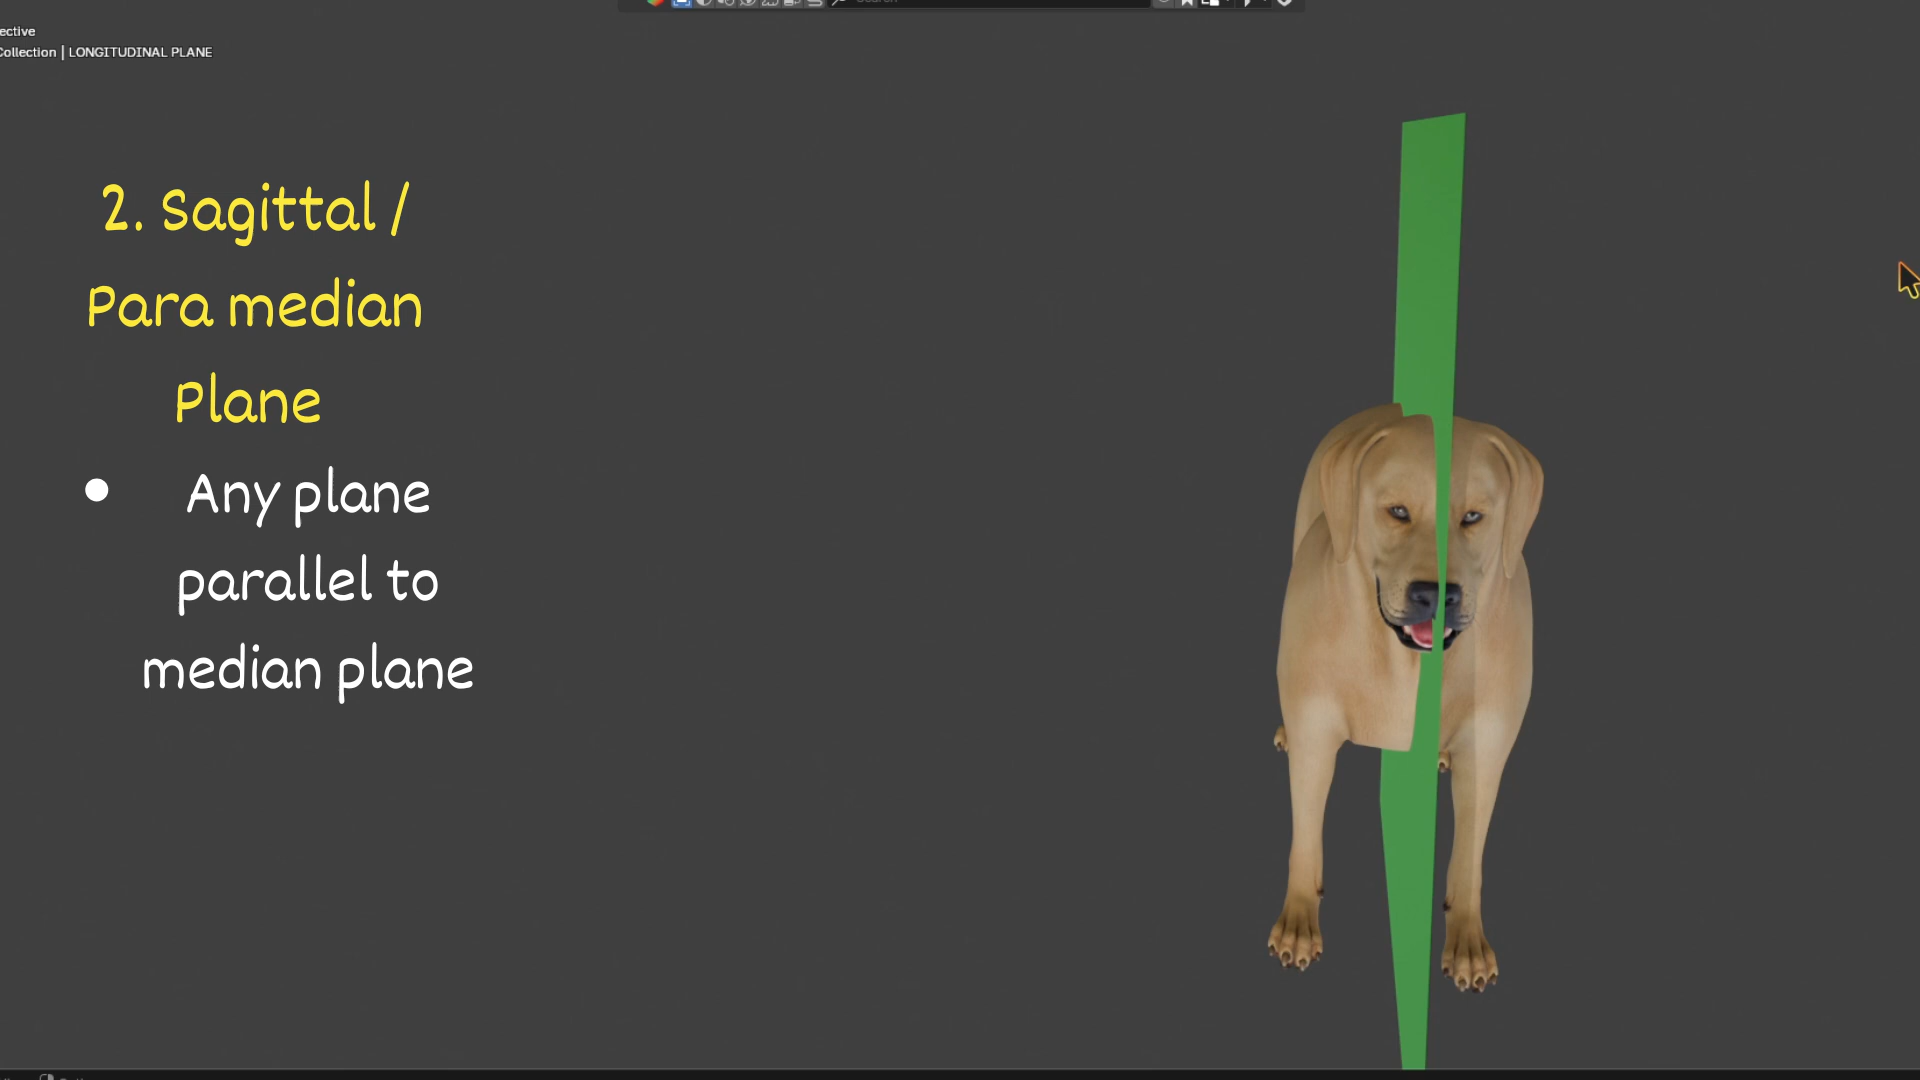 ective
Collection | LONGITUDINAL PLANE
2. Sagittal /
Para median
Plane
• Any plane
parallel to
median plane